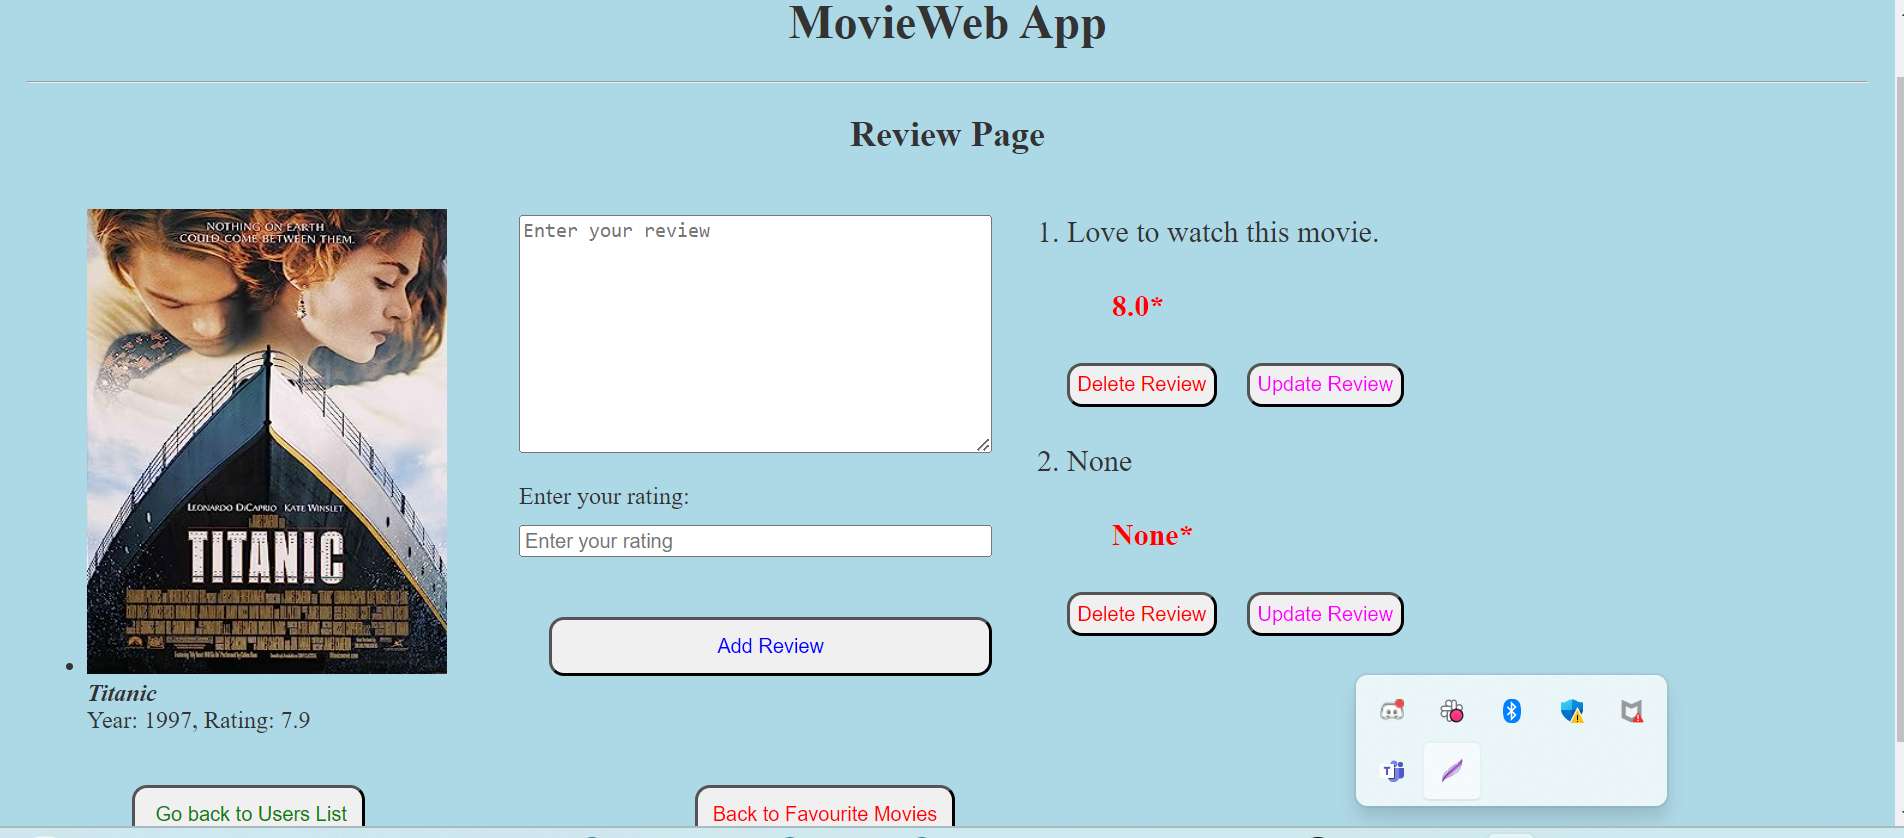 MovieWeb App
Review Page
NOTHING ON EARTH
COULD COME BETWEEN THEM.
LEONARDO DICAPRIO KATE WINSLET
TITANIC
Titanic
Year: 1997, Rating: 7.9
Enter your review
Enter your rating:
Enter your rating
Add Review
1. Love to watch this movie.
8.0*
Delete Review Update Review
2. None
None*
Delete Review Update Review
Go back to Users List
Back to Favourite Movies